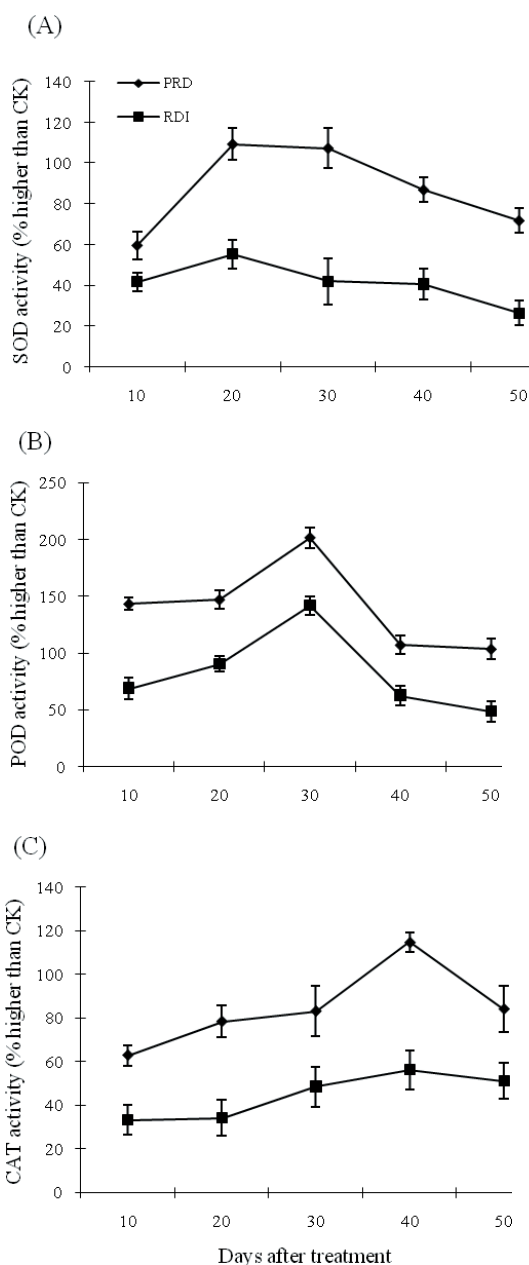 (A)
PRD
RDI
SOD activity (% higher than CK)
140
120
100
80
60
40
20
0
10 20 30 40 50
(B)
POD activity (% higher than CK)
250
200
150
100
50
0
10 20 30 40 50
(C)
CAT activity (% higher than CK)
140
120
100
80
60
40
20
0
10 20 30 40 50
Days after treatment